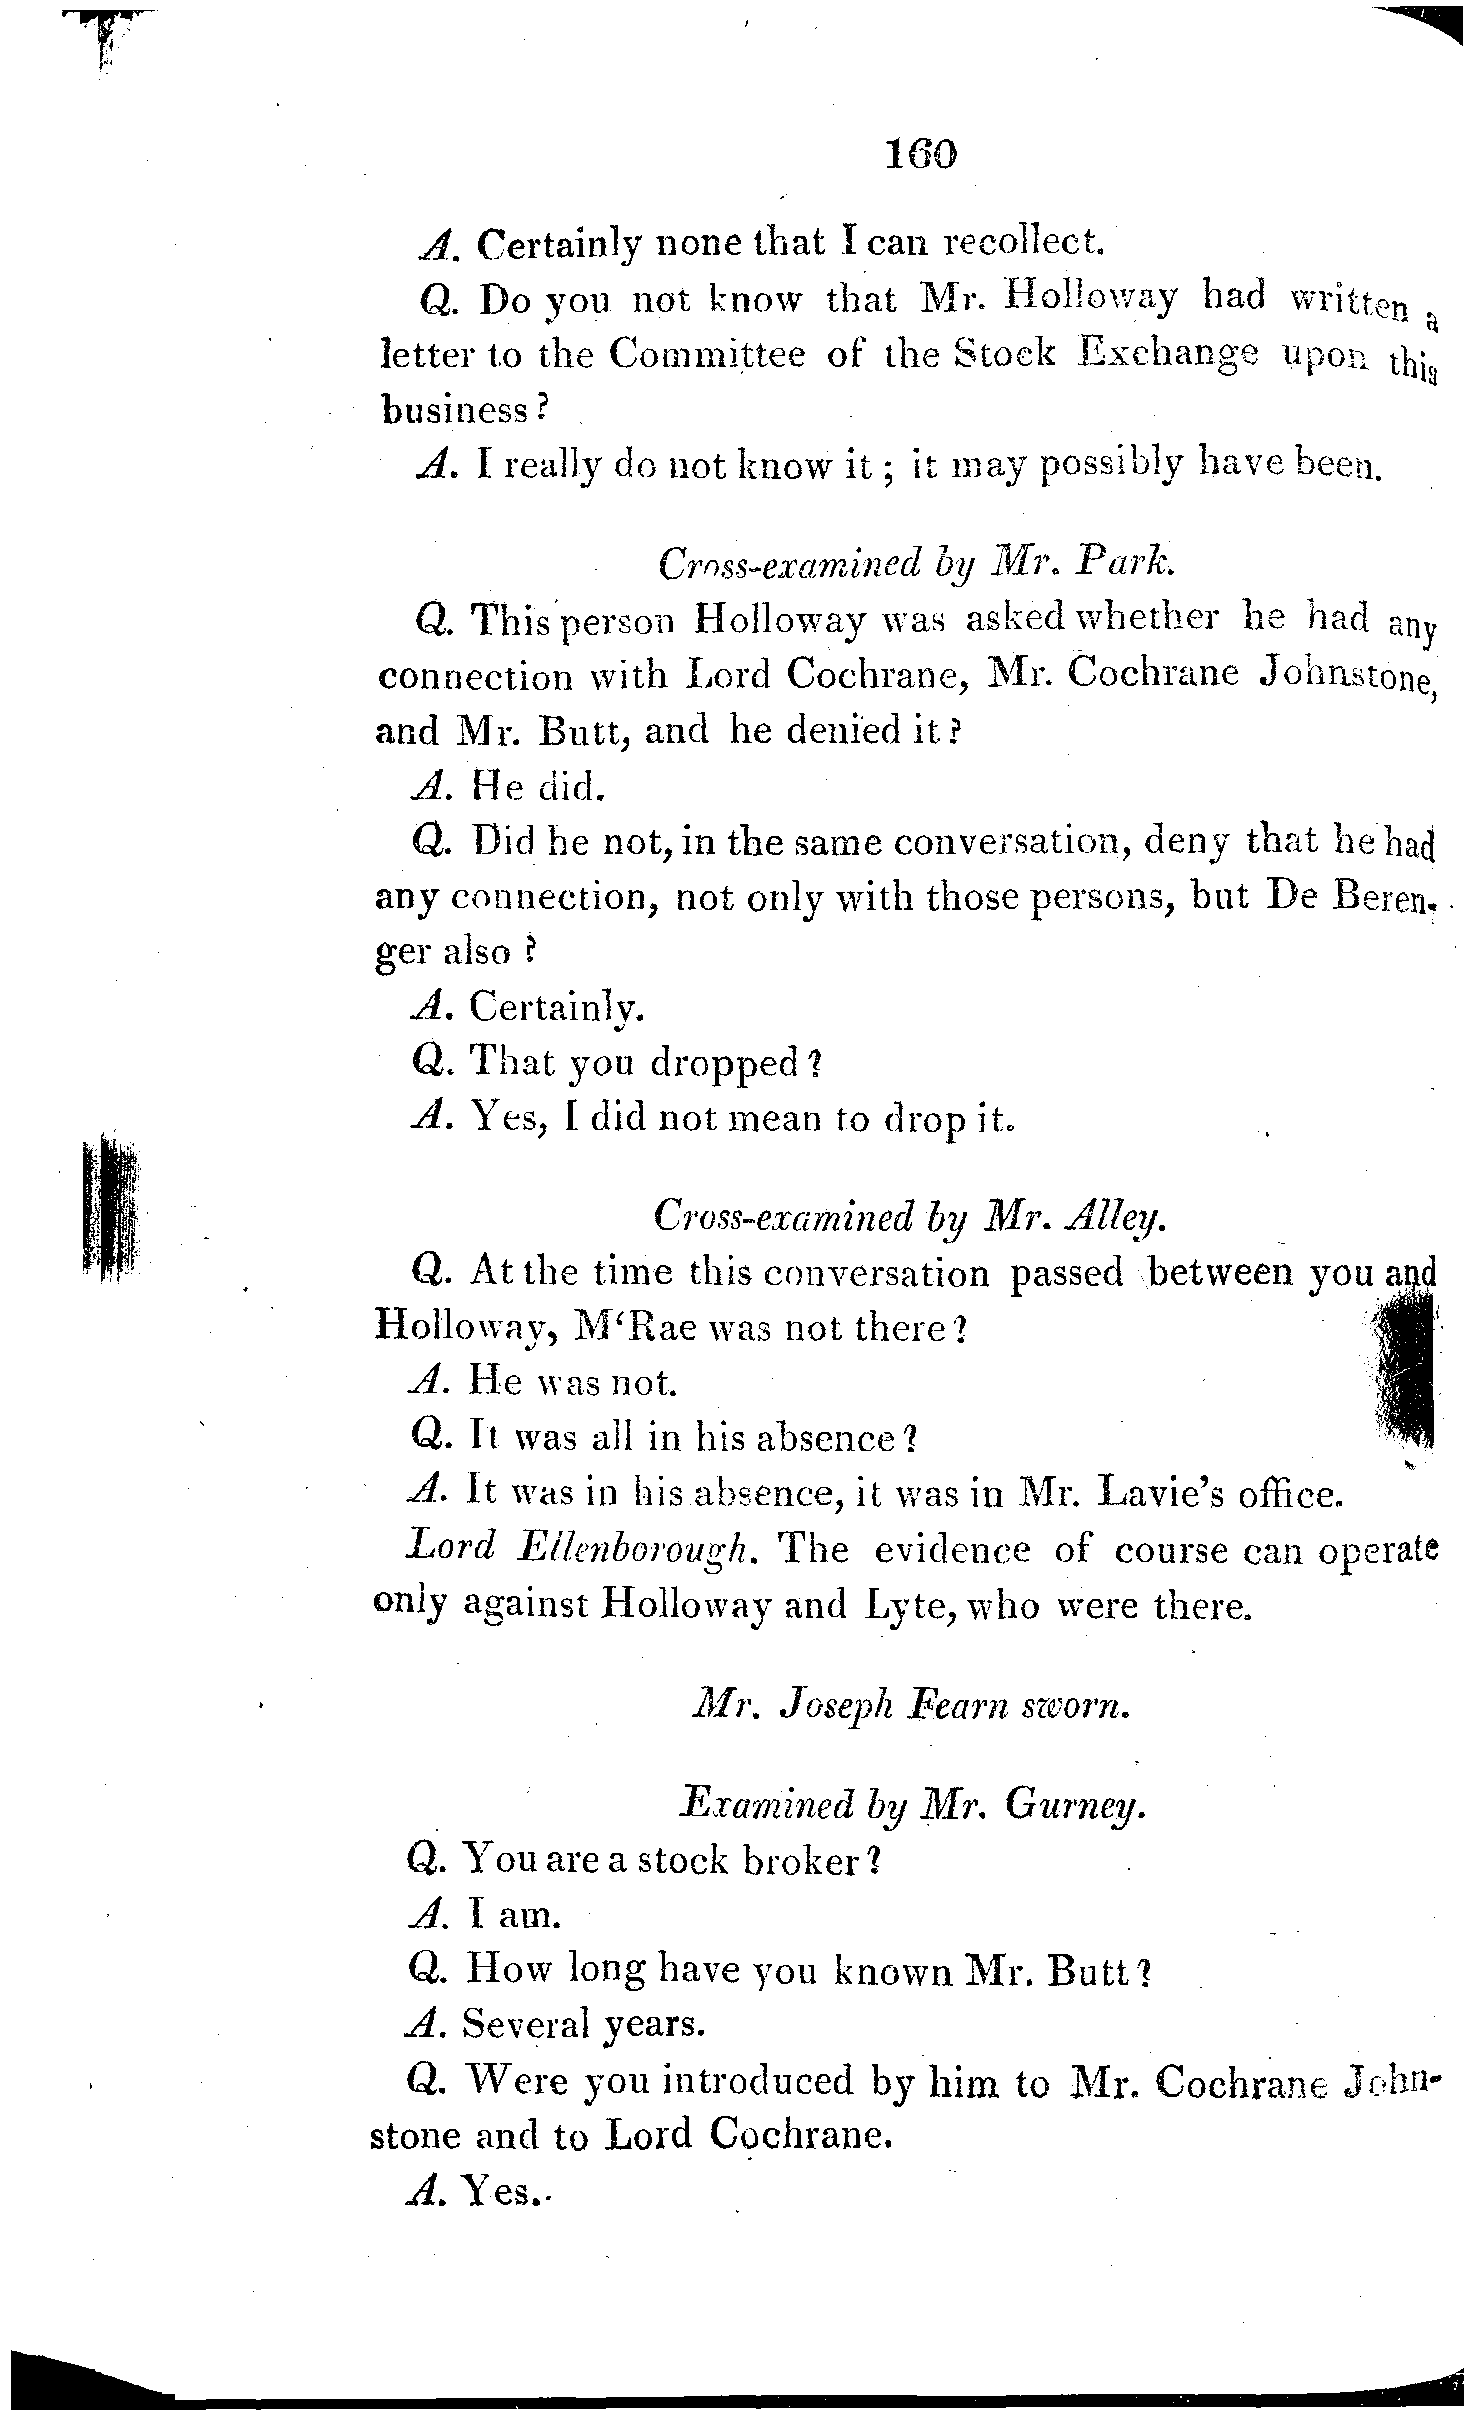 160
A. Certainly none that I can recollect.
Q. Do you not know that Mr. Holloway had written a
letter to the Committee of the Stock Exchange upon this
business?
A. I really do not know it; it may possibly have been.
Cross-examined by Mr. Park.
Q. This person Holloway was asked whether he had any
connection with Lord Cochrane, Mr. Cochrane Johnstone,
and Mr. Butt, and he denied it?
A. He did.
Q. Did he not, in the same conversation, deny that he had
any connection, not only with those persons, but De Beren-
ger also?
A. Certainly.
Q. That you dropped?
A. Yes, I did not mean to drop it.
Cross-examined by Mr. Alley.
Q. At the time this conversation passed between you and
Holloway, M‘Rae was not there?
A. He was not.
Q. It was all in his absence?
A. It was in his absence, it was in Mr. Lavie's office.
Lord Ellenborough. The evidence of course can operate
only against Holloway and Lyte, who were there.
Mr. Joseph Fearn sworn.
Examined by Mr. Gurney.
Q. You are a stock broker?
A. I am.
Q. How long have you known Mr. Butt?
A. Several years.
Q. Were you introduced by him to Mr. Cochrane John-
stone and to Lord Cochrane.
A. Yes.